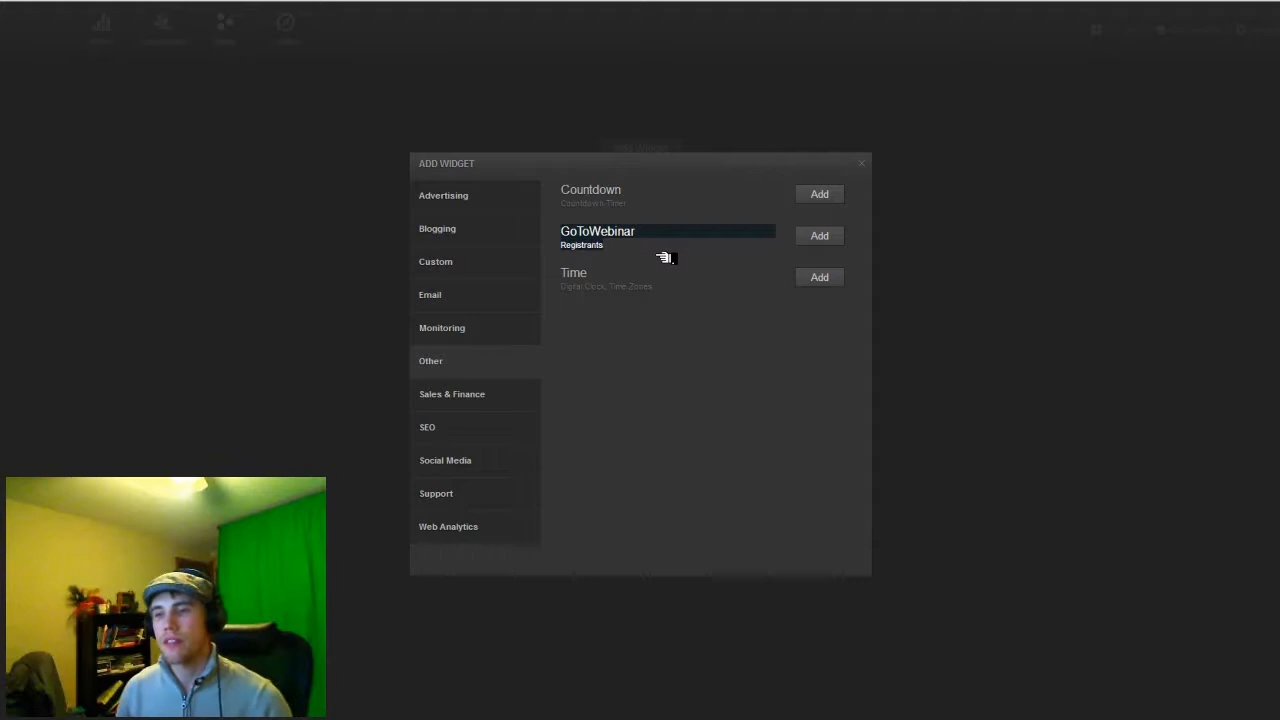 ADD WIDGET
Advertising
Blogging
Custom
Email
Monitoring
Other
Sales & Finance
SEO
Social Media
Support
Web Analytics
Countdown
Countdown Timer
Add
GoToWebinar
Registrants
Add
Time
Digital Clock, Time Zones
Add